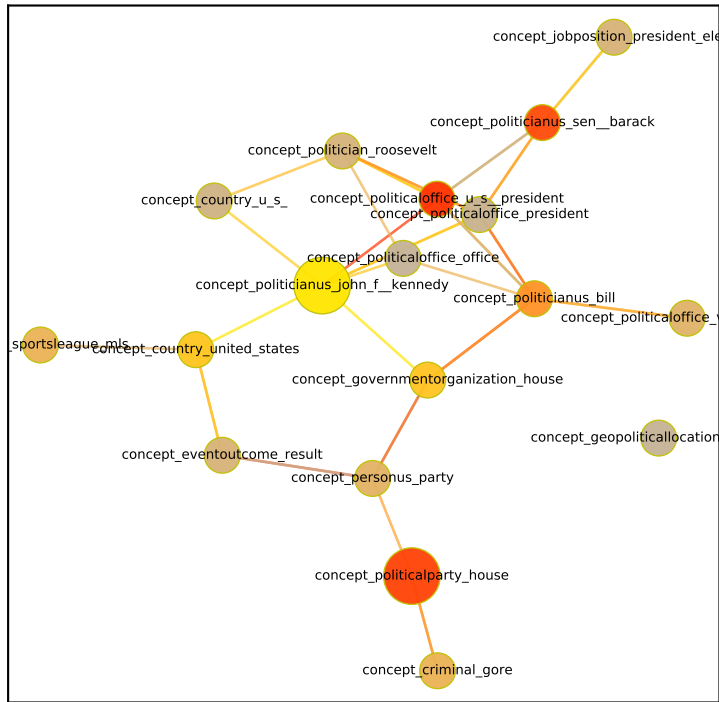 concept_jobposition_president_ele
concept_politicianus_sen__barack
concept_politician_roosevelt
concept_country_u_s_
concept_politicaloffice_u_s__president
concept_politicaloffice_president
concept_politicaloffice_office
concept_politicianus_john_f__kennedy
concept_politicianus_bill
concept_politicaloffice_v
_sportsleague_mls
concept_country_united_states
concept_governmentorganization_house
concept_geopoliticallocation
concept_eventoutcome_result
concept_personus_party
concept_politicalparty_house
concept_criminal_gore